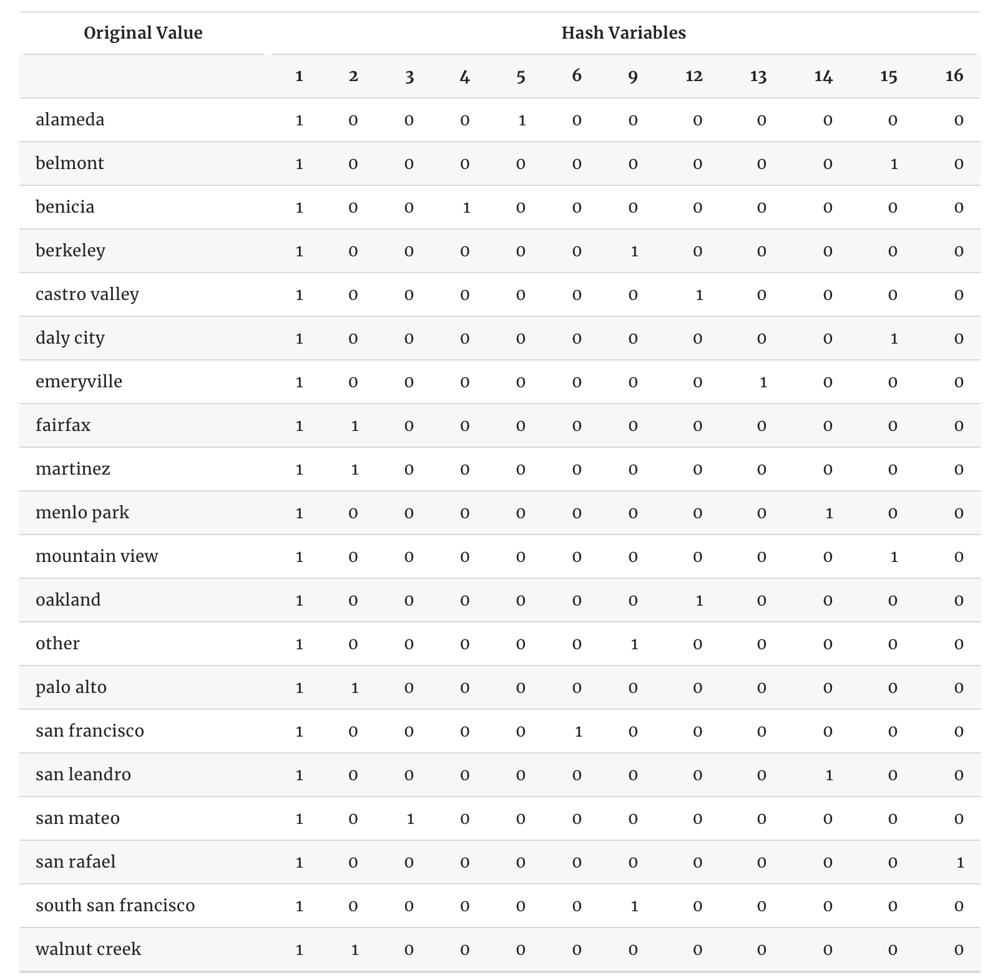 Original Value Hash Variables
1 2 3 4 5 6 9 12 13 14 15 16
alameda 1 0 0 0 1 0 0 0 0 0 0 0
belmont 1 0 0 0 0 0 0 0 0 0 1 0
benicia 1 0 0 1 0 0 0 0 0 0 0 0
berkeley 1 0 0 0 0 0 1 0 0 0 0 0
castro valley 1 0 0 0 0 0 0 1 0 0 0 0
daly city 1 0 0 0 0 0 0 0 0 0 1 0
emeryville 1 0 0 0 0 0 0 0 1 0 0 0
fairfax 1 1 0 0 0 0 0 0 0 0 0 0
martinez 1 1 0 0 0 0 0 0 0 0 0 0
menlo park 1 0 0 0 0 0 0 0 0 1 0 0
mountain view 1 0 0 0 0 0 0 0 0 0 1 0
oakland 1 0 0 0 0 0 0 1 0 0 0 0
other 1 0 0 0 0 0 1 0 0 0 0 0
palo alto 1 1 0 0 0 0 0 0 0 0 0 0
san francisco 1 0 0 0 0 1 0 0 0 0 0 0
san leandro 1 0 0 0 0 0 0 0 0 1 0 0
san mateo 1 0 1 0 0 0 0 0 0 0 0 0
san rafael 1 0 0 0 0 0 0 0 0 0 0 1
south san francisco 1 0 0 0 0 0 1 0 0 0 0 0
walnut creek 1 1 0 0 0 0 0 0 0 0 0 0